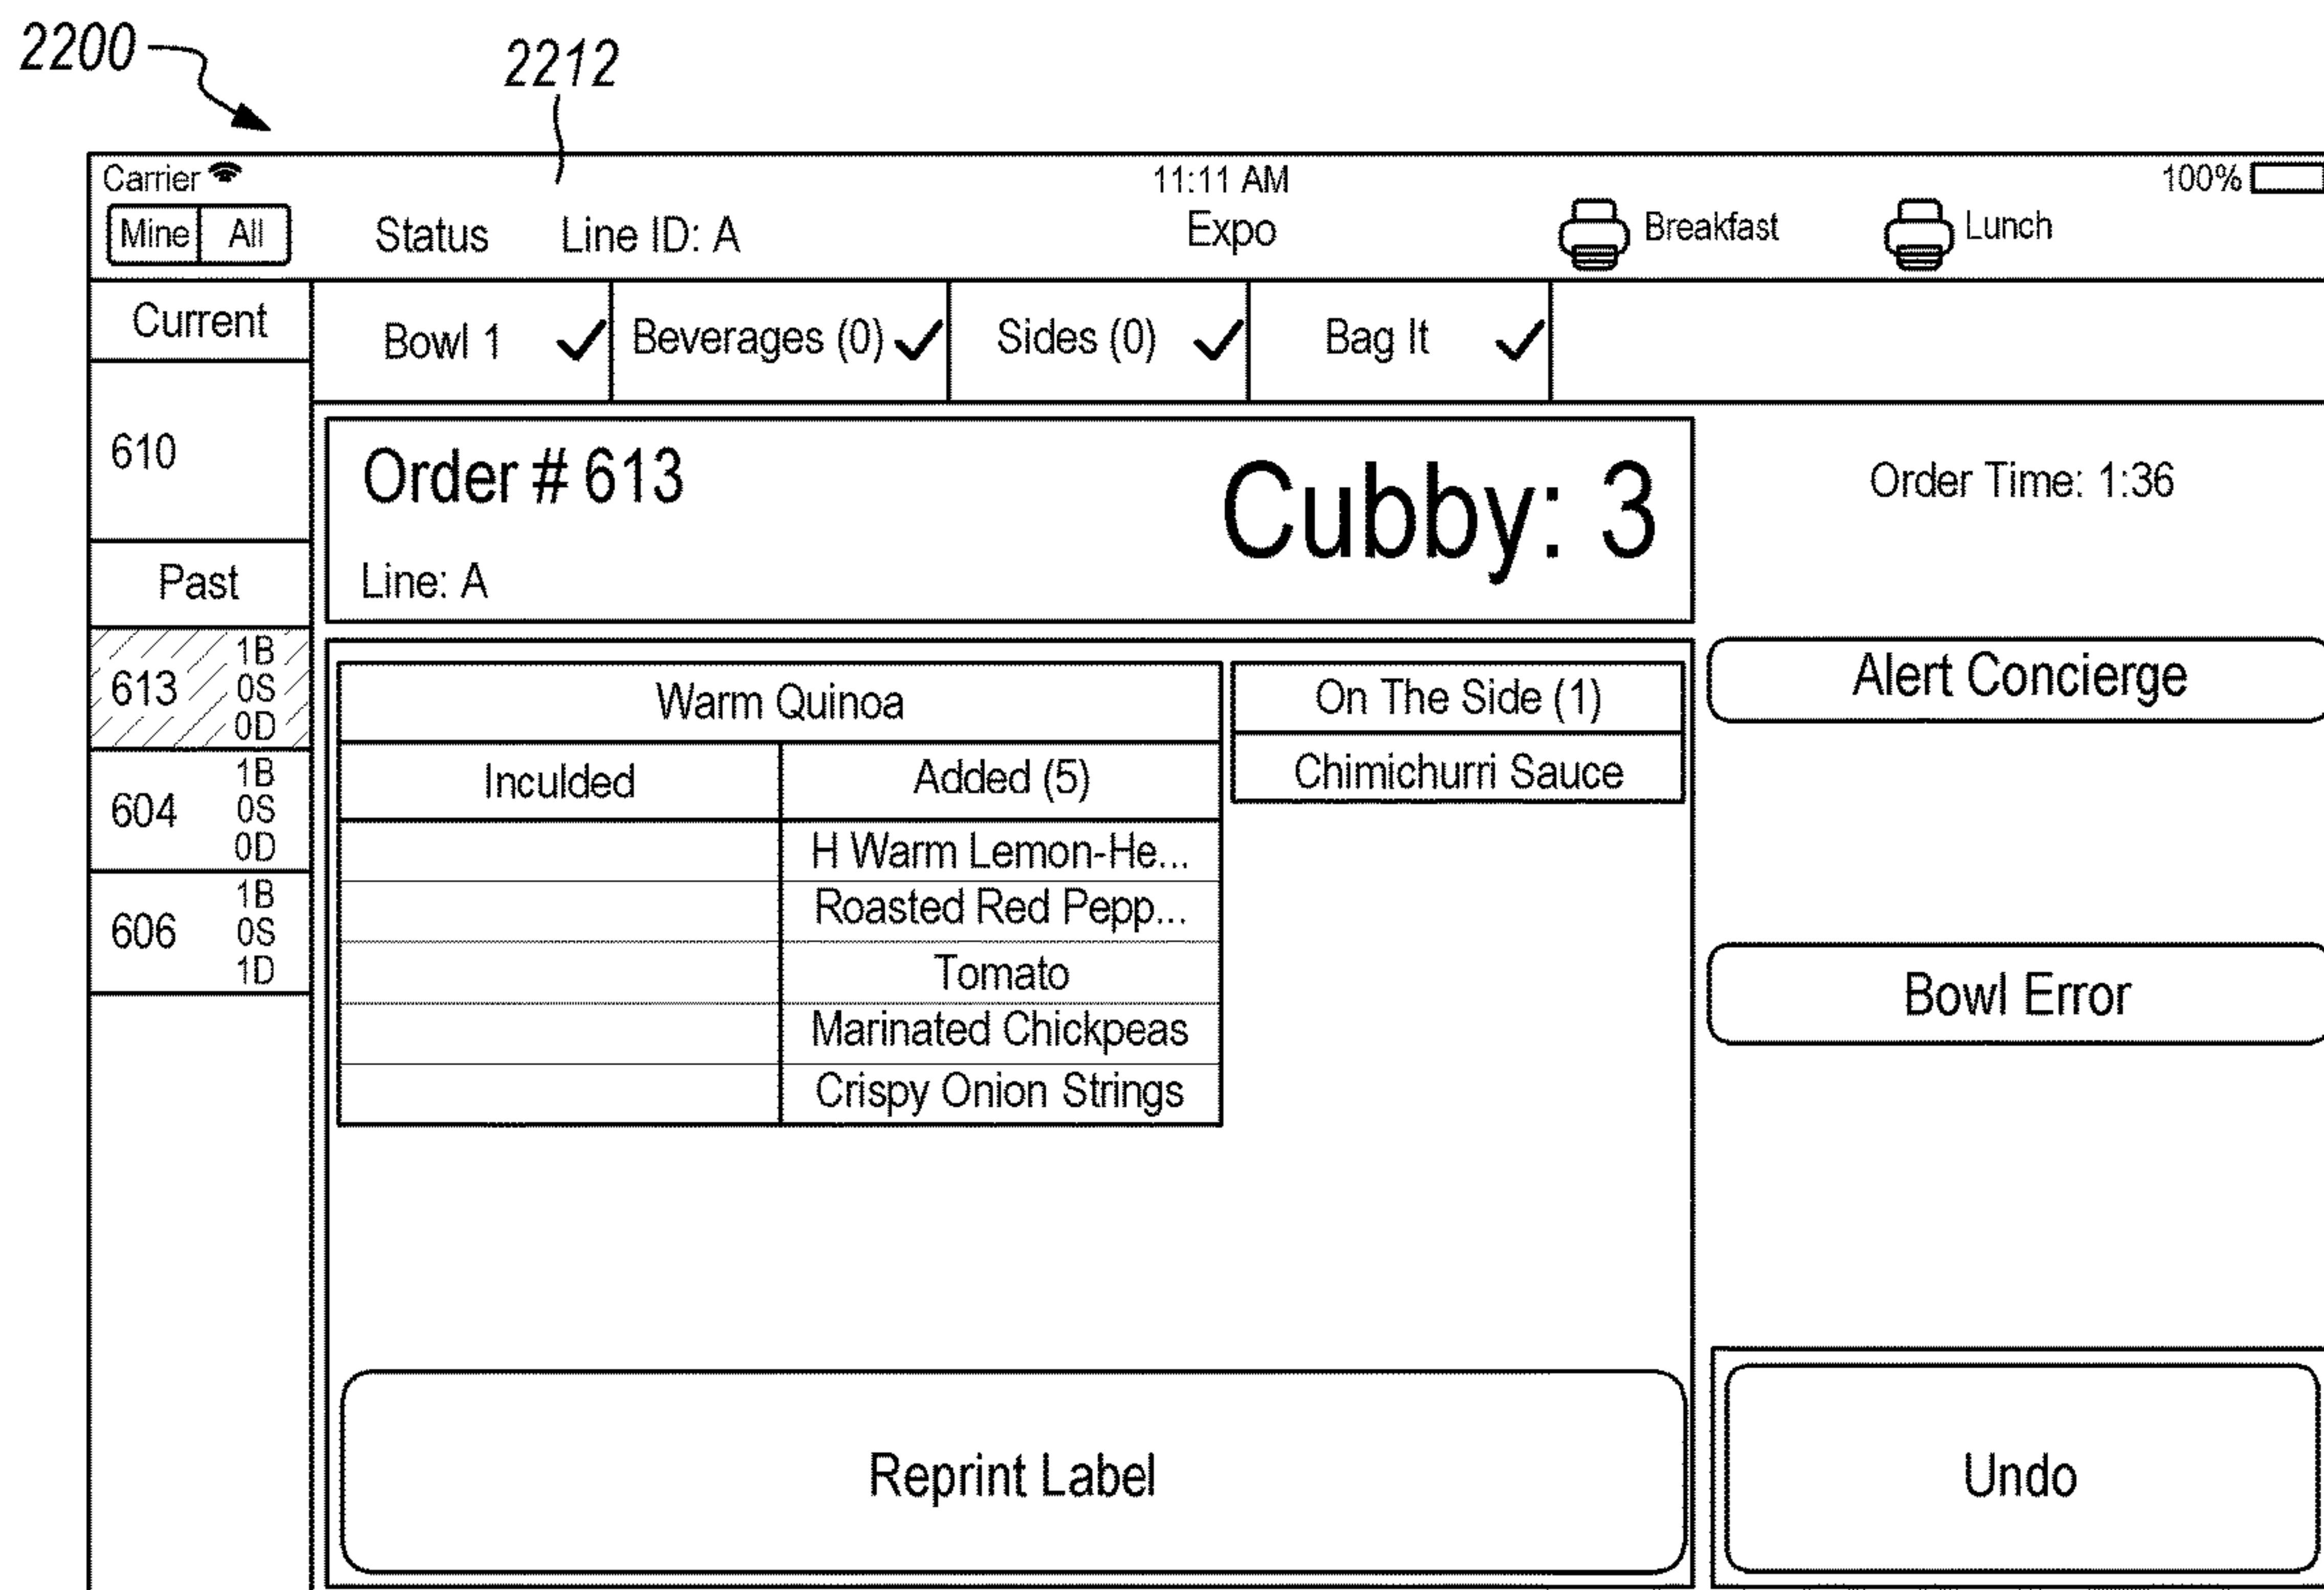 2200
2212
Carrier
11:11 AM
100%
Mine All Status Line ID: A Expo Breakfast Lunch
Current
Bowl 1 Beverages (0) Sides (0) Bag It
610
Order # 613
Cubby: 3
Line: A
Order Time: 1:36
Past
613
1B
0S
0D
604
1B
0S
0D
606
1B
0S
1D
Warm Quinoa
Inculded Added (5)
H Warm Lemon-He...
Roasted Red Pepp...
Tomato
Marinated Chickpeas
Crispy Onion Strings
On The Side (1)
Chimichurri Sauce
Alert Concierge
Bowl Error
Reprint Label
Undo